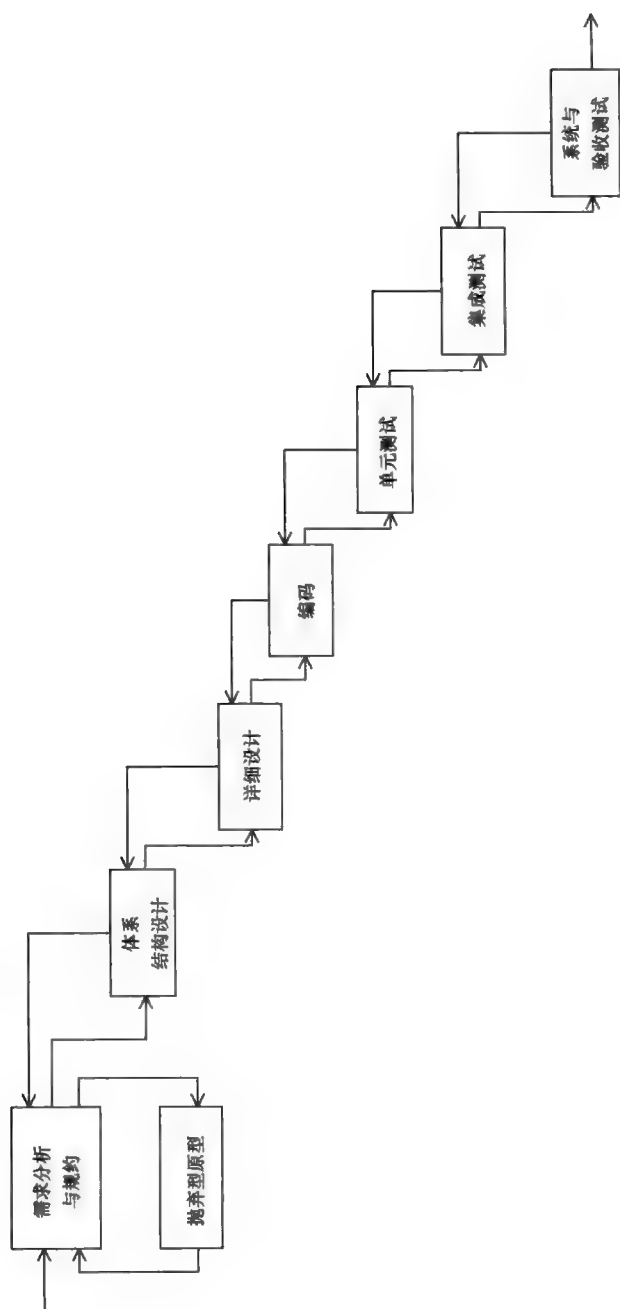 需求分析
与规约
抛弃型原型
体系
结构设计
详细设计
编码
单元测试
集成测试
系统与
验收测试